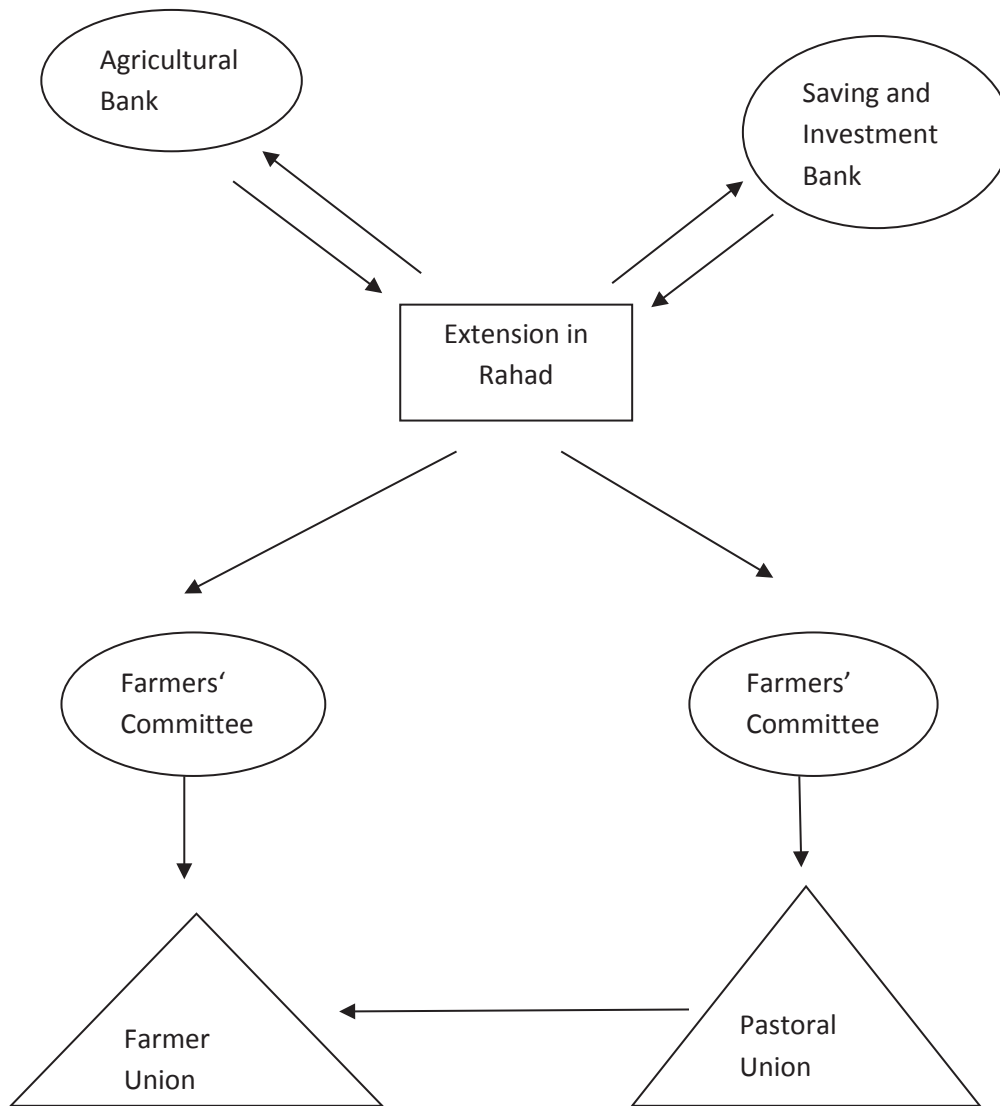 Agricultural
Bank
Saving and
Investment
Bank
Extension in
Rahad
Farmers‘
Committee
Farmers’
Committee
Farmer
Union
Pastoral
Union